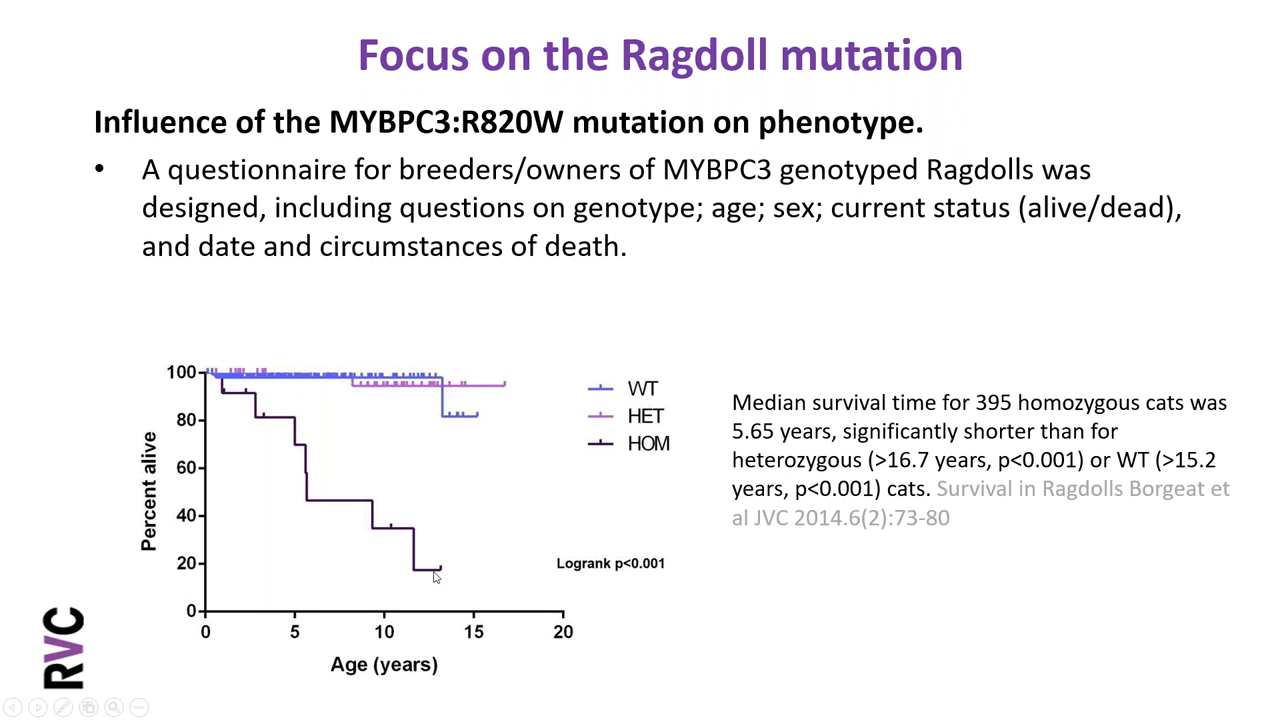 Focus on the Ragdoll mutation
Influence of the MYBPC3:R820W mutation on phenotype.
• A questionnaire for breeders/owners of MYBPC3 genotyped Ragdolls was
designed, including questions on genotype; age; sex; current status (alive/dead),
and date and circumstances of death.
Percent alive
100
80
60
40
20
0
0 5 10 15 20
Age (years)
WT
HET
HOM
Logrank p<0.001
Median survival time for 395 homozygous cats was
5.65 years, significantly shorter than for
heterozygous (>16.7 years, p<0.001) or WT (>15.2
years, p<0.001) cats. Survival in Ragdolls Borgeat et
al JVC 2014.6(2):73-80
RVC